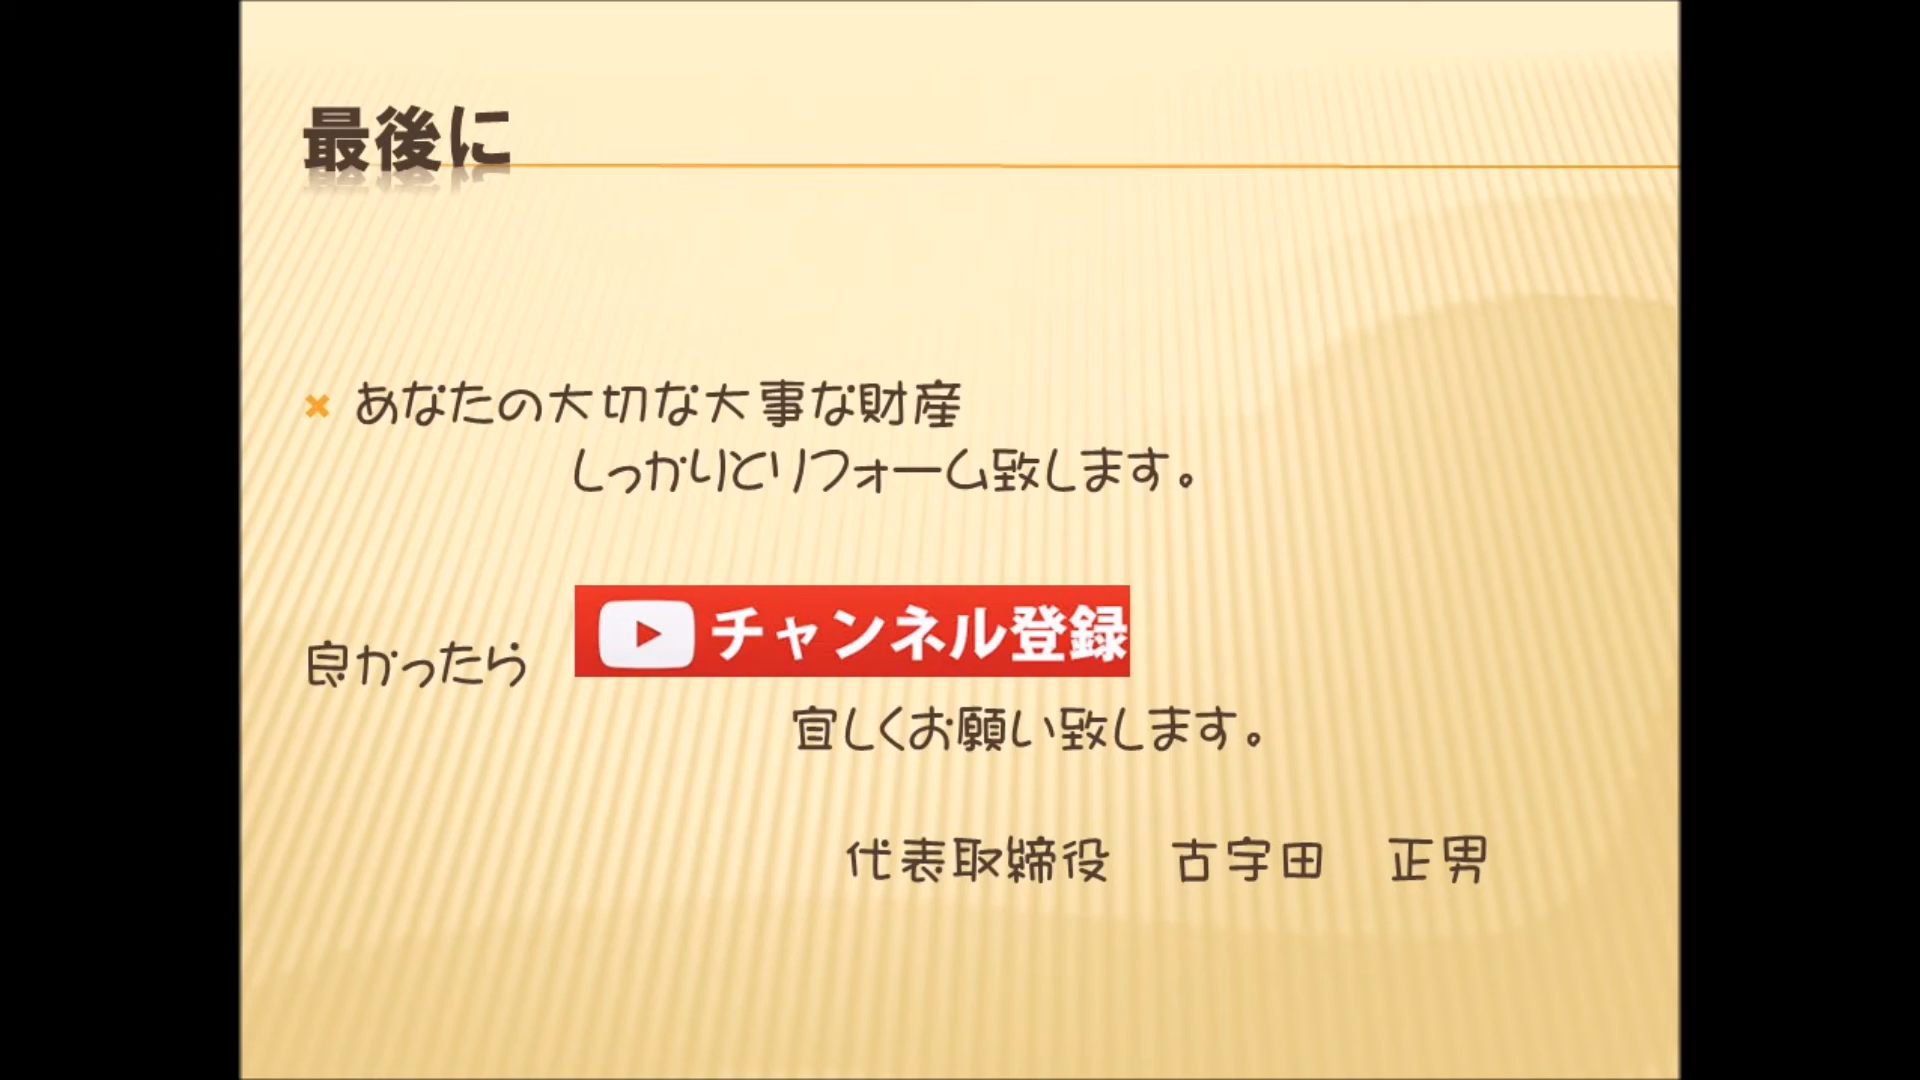 最後に
あなたの大切な大事な財産
しっかりとリフォーム致します。
良かったら チャンネル登録
宜しくお願い致します。
代表取締役　古宇田　正男